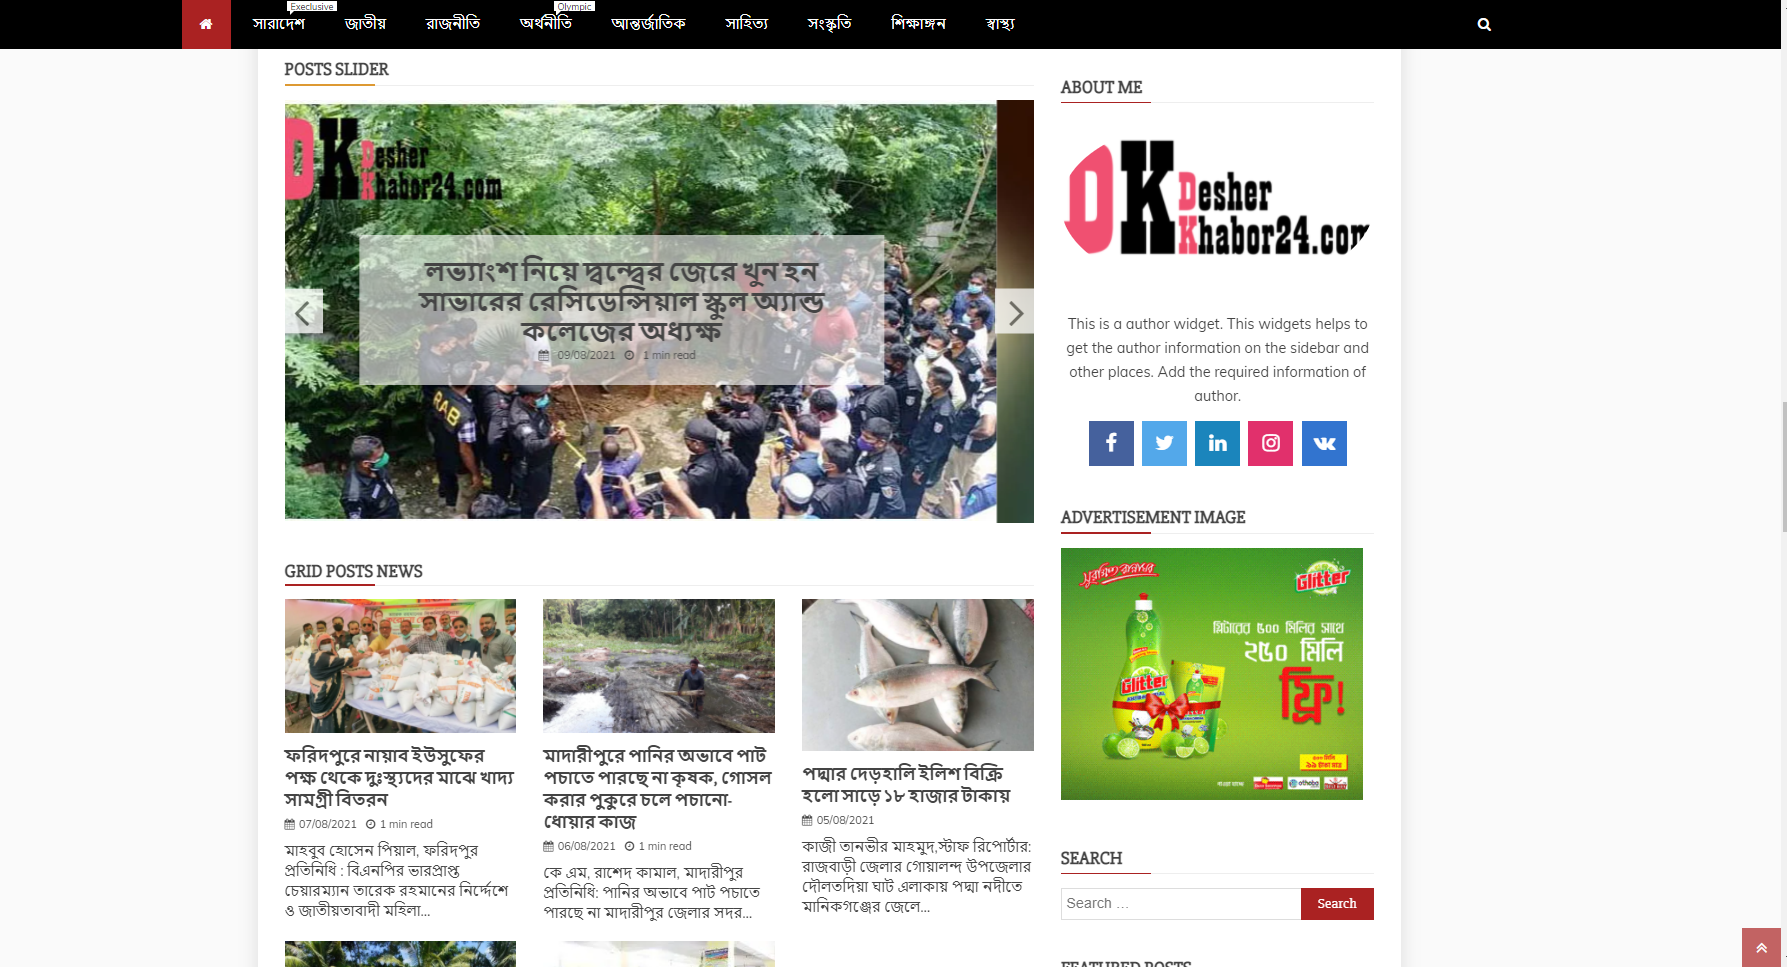 Execlusive
Olympic
সারাদেশ জাতীয় রাজনীতি অর্থনীতি আন্তর্জাতিক সাহিত্য সংস্কৃতি শিক্ষাঙ্গন স্বাস্থ্য
POSTS SLIDER
DK Desher
Khabor24.com
লভ্যাংশ নিয়ে দ্বন্দ্বের জেরে খুন হন
সাভারের রেসিডেন্সিয়াল স্কুল অ্যান্ড
কলেজের অধ্যক্ষ
09/08/2021 1 min read
RAB
GRID POSTS NEWS
ফরিদপুরে নায়াব ইউসুফের
পক্ষ থেকে দুঃস্থ্যদের মাঝে খাদ্য
সামগ্রী বিতরন
07/08/2021 1 min read
মাহবুব হোসেন পিয়াল, ফরিদপুর
প্রতিনিধি : বিএনপির ভারপ্রাপ্ত
চেয়ারম্যান তারেক রহমানের নির্দ্দেশে
ও জাতীয়তাবাদী মহিলা...
মাদারীপুরে পানির অভাবে পাট
পচাতে পারছে না কৃষক, গোসল
করার পুকুরে চলে পচানো-
ধোয়ার কাজ
06/08/2021 1 min read
কে এম, রাশেদ কামাল, মাদারীপুর
প্রতিনিধি: পানির অভাবে পাট পচাতে
পারছে না মাদারীপুর জেলার সদর...
পদ্মার দেড়হালি ইলিশ বিক্রি
হলো সাড়ে ১৮ হাজার টাকায়
05/08/2021
কাজী তানভীর মাহমুদ,স্টাফ রিপোর্টার:
রাজবাড়ী জেলার গোয়ালন্দ উপজেলার
দৌলতদিয়া ঘাট এলাকায় পদ্মা নদীতে
মানিকগঞ্জের জেলে...
ABOUT ME
DK Desher
Khabor24.com
This is a author widget. This widgets helps to
get the author information on the sidebar and
other places. Add the required information of
author.
ADVERTISEMENT IMAGE
Glitter
গ্লিটারের ৫০০ মিলির সাথে
২৫০ মিলি
ফ্রি!
Glitter
SEARCH
Search …
Search
FEATURED POSTS